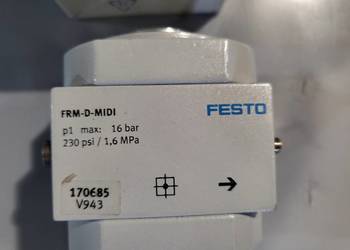 FRM-D-MIDI
FESTO
p1 max: 16 bar
230 psi / 1,6 MPa
170685
V943